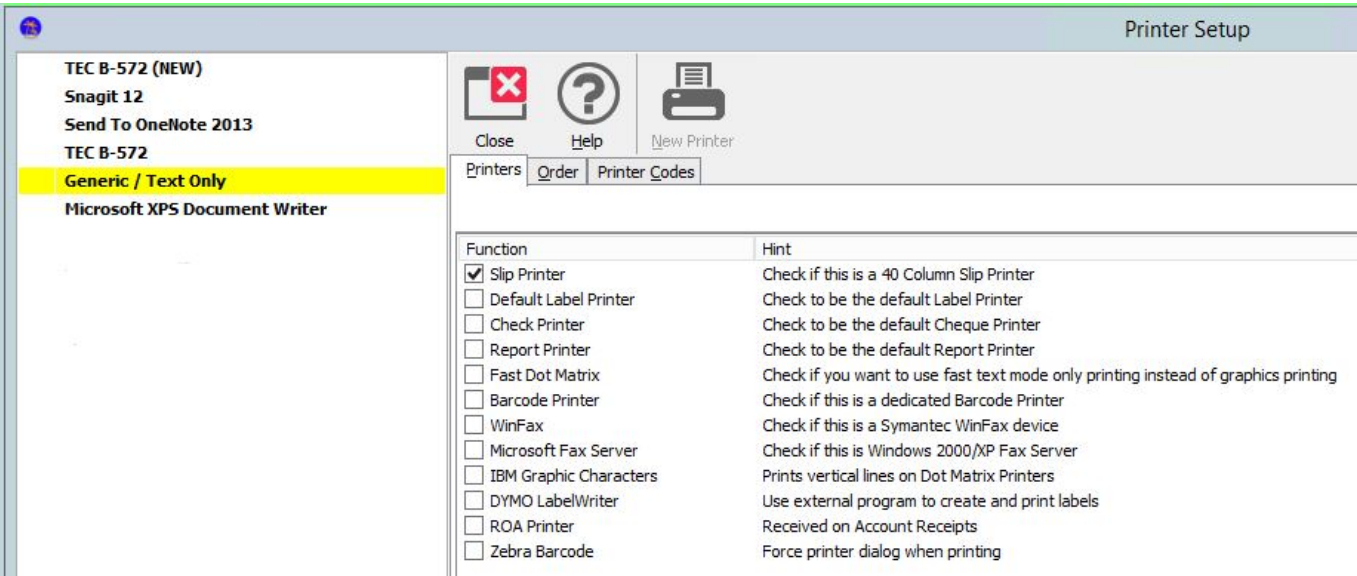 Printer Setup
TEC B-572 (NEW)
Snagit 12
Send To OneNote 2013
TEC B-572
Generic / Text Only
Microsoft XPS Document Writer
Close Help New Printer
Printers Order Printer Codes
Function Hint
Slip Printer Check if this is a 40 Column Slip Printer
Default Label Printer Check to be the default Label Printer
Check Printer Check to be the default Cheque Printer
Report Printer Check to be the default Report Printer
Fast Dot Matrix Check if you want to use fast text mode only printing instead of graphics printing
Barcode Printer Check if this is a dedicated Barcode Printer
WinFax Check if this is a Symantec WinFax device
Microsoft Fax Server Check if this is Windows 2000/XP Fax Server
IBM Graphic Characters Prints vertical lines on Dot Matrix Printers
DYMO LabelWriter Use external program to create and print labels
ROA Printer Received on Account Receipts
Zebra Barcode Force printer dialog when printing